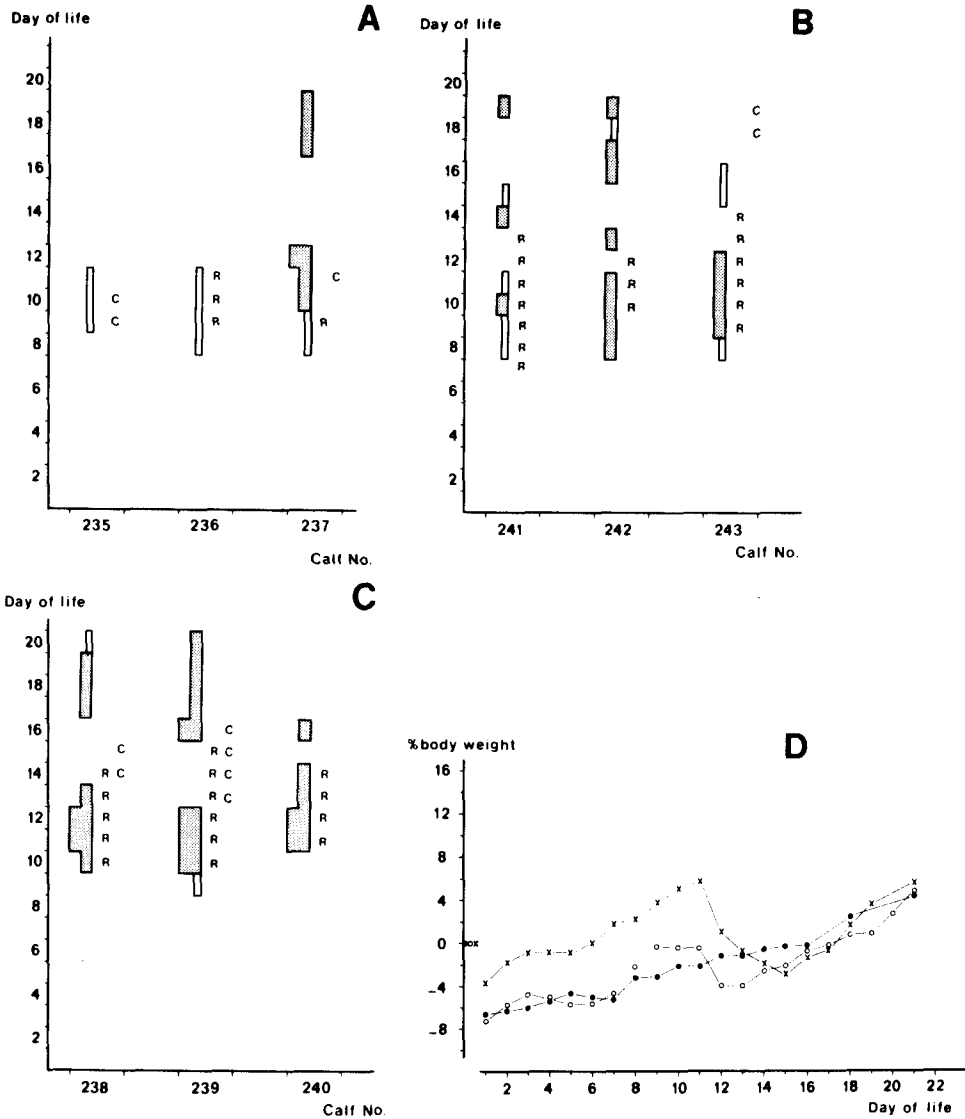 Day of life
A
20
18
16
14
12
10
8
6
4
2
C
C
R
R
R
C
R
235 236 237
Calf No.
Day of life
B
20
18
16
14
12
10
8
6
4
2
R
R
R
R
R
R
R
R
R
R
C
C
R
R
R
R
R
R
241 242 243
Calf No.
Day of life
C
20
18
16
14
12
10
8
6
4
2
C
R C
R
R
R
R
C
R C
R C
R C
R
R
R
R
R
R
R
238 239 240
Calf No.
D
% body weight
16
12
8
4
0
-4
-8
2 4 6 8 10 12 14 16 18 20 22
Day of life